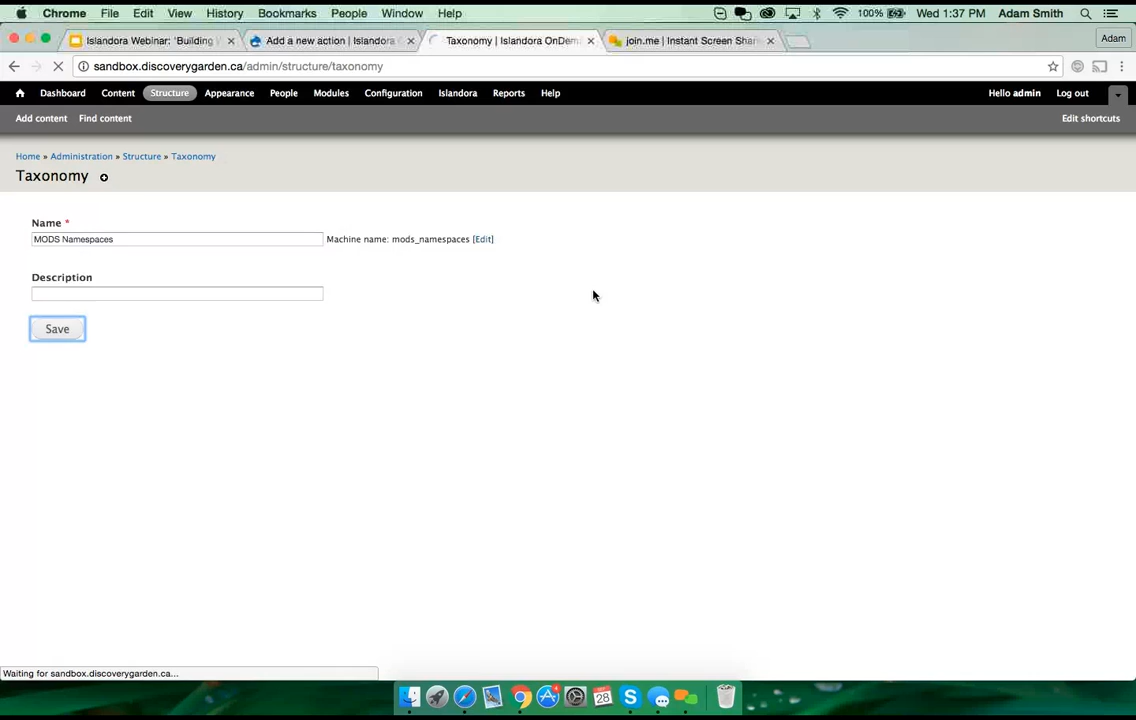 Chrome File Edit View History Bookmarks People Window Help 100% Wed 1:37 PM Adam Smith
Islandora Webinar: 'Building Add a new action | Islandora Taxonomy | Islandora OnDem join.me | Instant Screen Shar Adam
sandbox.discoverygarden.ca/admin/structure/taxonomy
Dashboard Content Structure Appearance People Modules Configuration Islandora Reports Help Hello admin Log out
Add content Find content Edit shortcuts
Home » Administration » Structure » Taxonomy
Taxonomy
Name *
MODS Namespaces Machine name: mods_namespaces [Edit]
Description
Save
Waiting for sandbox.discoverygarden.ca...
28